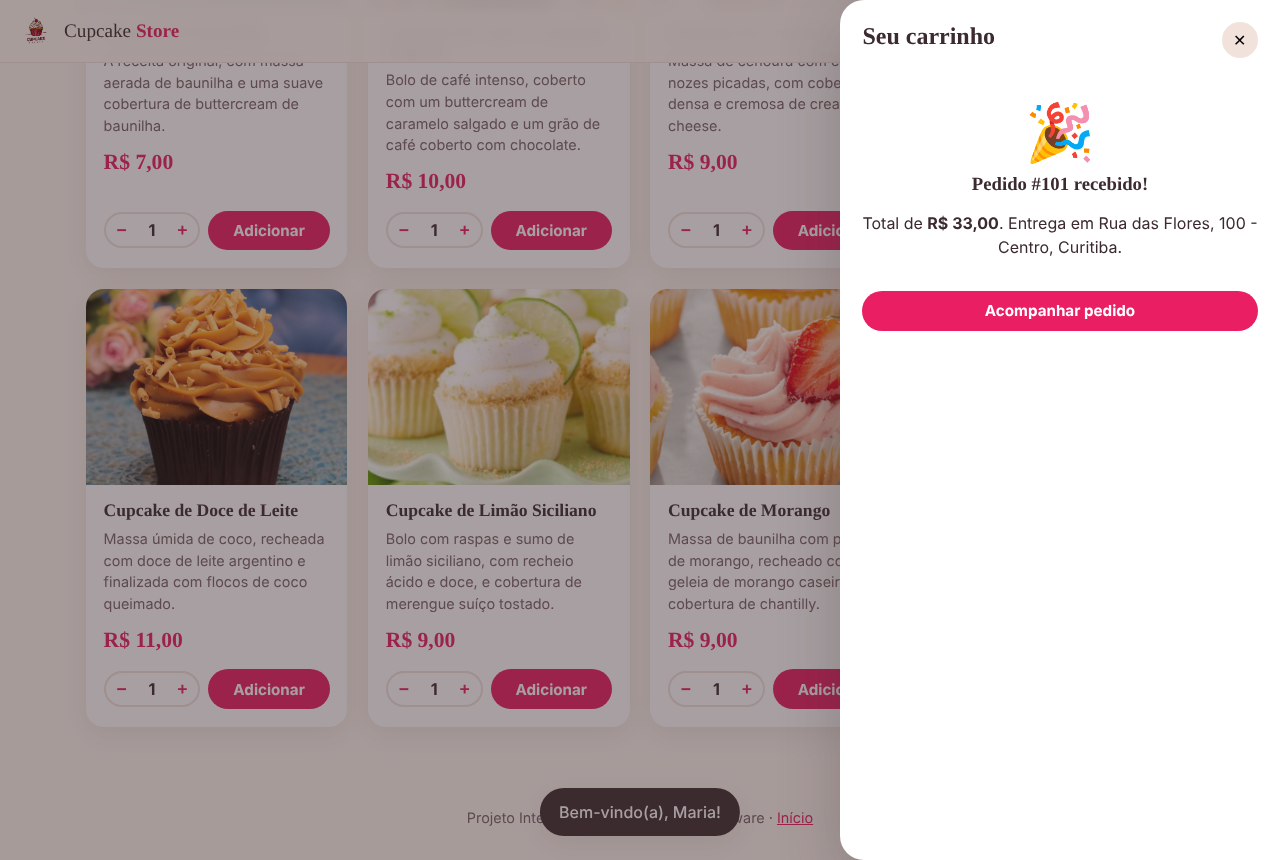 Cupcake Store
A receita original, com massa
aerada de baunilha e uma suave
cobertura de buttercream de
baunilha.
R$ 7,00
− 1 + Adicionar
Bolo de café intenso, coberto
com um buttercream de
caramelo salgado e um grão de
café coberto com chocolate.
R$ 10,00
− 1 + Adicionar
Massa de cenoura com
nozes picadas, com
densa e cremosa de
cheese.
R$ 9,00
− 1 +
Cupcake de Doce de Leite
Massa úmida de coco, recheada
com doce de leite argentino e
finalizada com flocos de coco
queimado.
R$ 11,00
− 1 + Adicionar
Cupcake de Limão Siciliano
Bolo com raspas e sumo de
limão siciliano, com recheio
ácido e doce, e cobertura de
merengue suíço tostado.
R$ 9,00
− 1 + Adicionar
Cupcake de Morango
Massa de baunilha com
de morango, recheado
geleia de morango
cobertura de chantilly.
R$ 9,00
− 1 +
Projeto
· Início
Bem-vindo(a), Maria!
Seu carrinho
✕
Pedido #101 recebido!
Total de R$ 33,00. Entrega em Rua das Flores, 100 -
Centro, Curitiba.
Acompanhar pedido